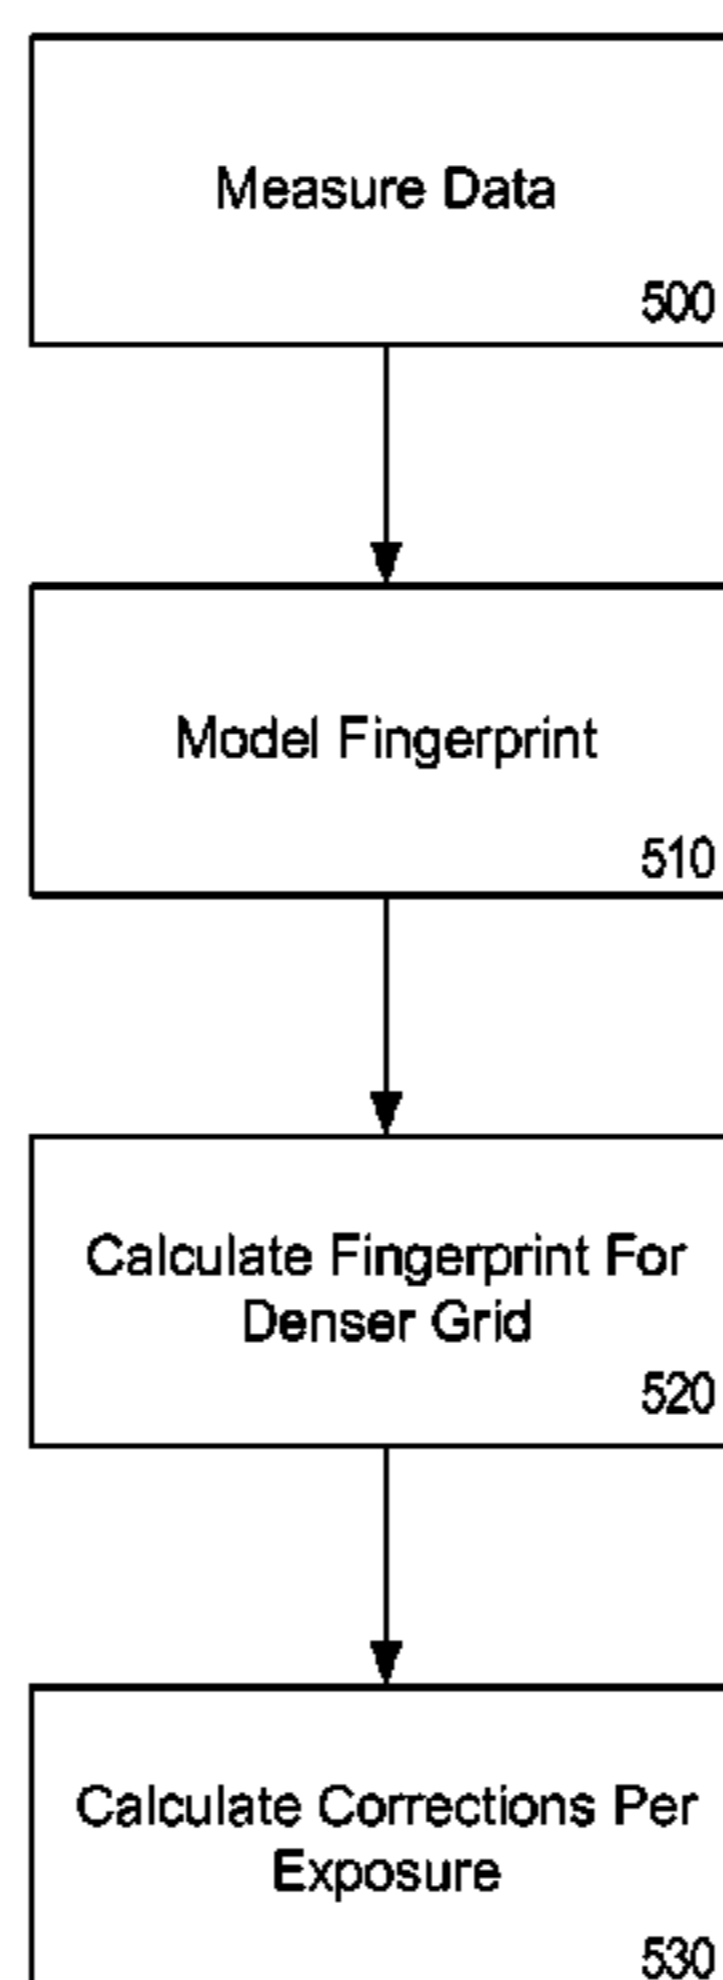 Measure Data
500
Model Fingerprint
510
Calculate Fingerprint For
Denser Grid
520
Calculate Corrections Per
Exposure
530